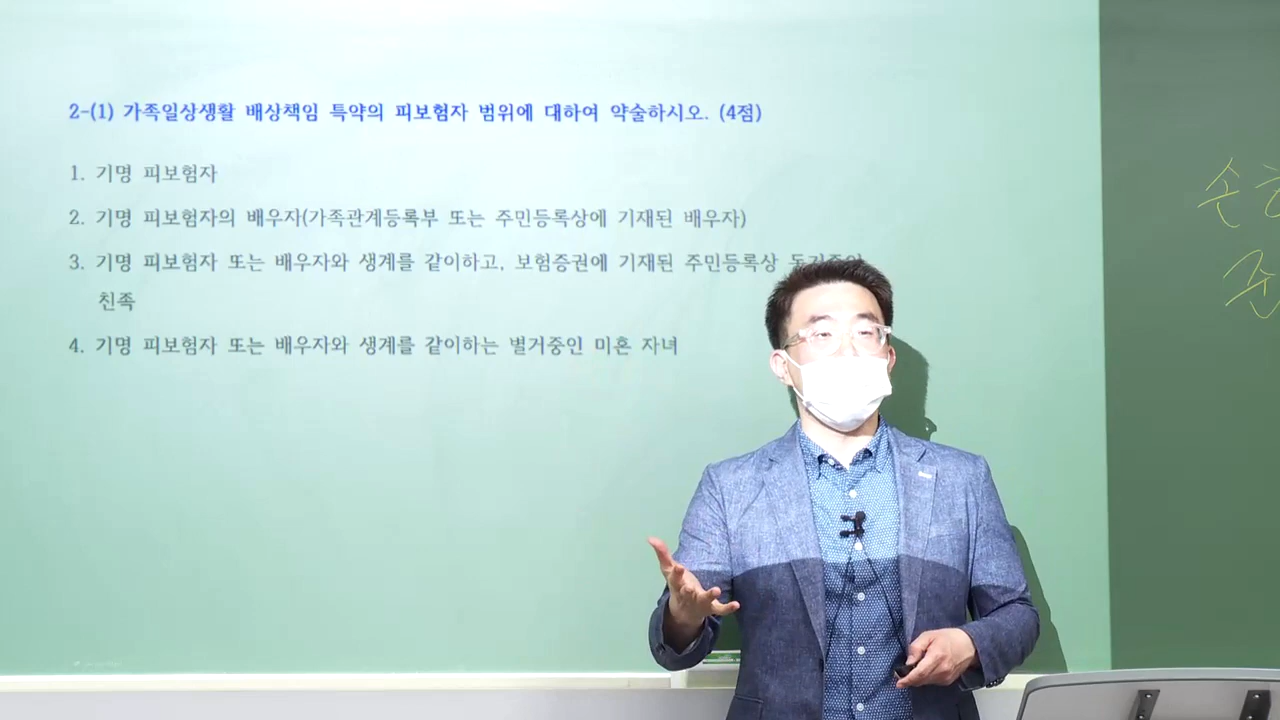 2-(1) 가족일상생활 배상책임 특약의 피보험자 범위에 대하여 약술하시오. (4점)
1. 기명 피보험자
2. 기명 피보험자의 배우자(가족관계등록부 또는 주민등록상에 기재된 배우자)
3. 기명 피보험자 또는 배우자와 생계를 같이하고, 보험증권에 기재된 주민등록상
친족
4. 기명 피보험자 또는 배우자와 생계를 같이하는 별거중인 미혼 자녀
손